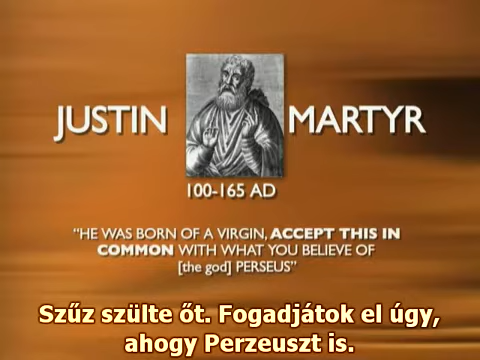 JUSTIN MARTYR
100-165 AD
“HE WAS BORN OF A VIRGIN, ACCEPT THIS IN
COMMON WITH WHAT YOU BELIEVE OF
[the god] PERSEUS”
Szűz szülte őt. Fogadjátok el úgy,
ahogy Perzeuszt is.